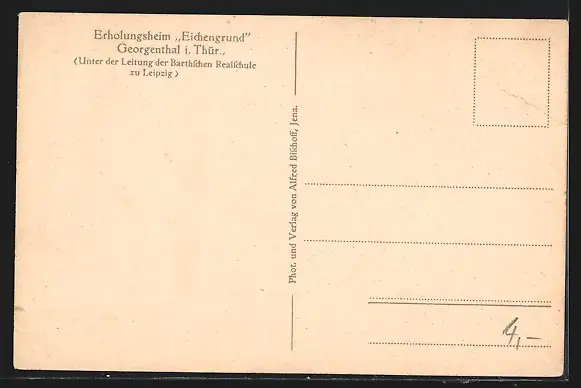 Erholungsheim „Eichengrund"
Georgenthal i. Thür.,
(Unter der Leitung der Barthſchen Realſchule
zu Leipzig)
Phot. und Verlag von Alfred Biſchoff, Jena.
4,-